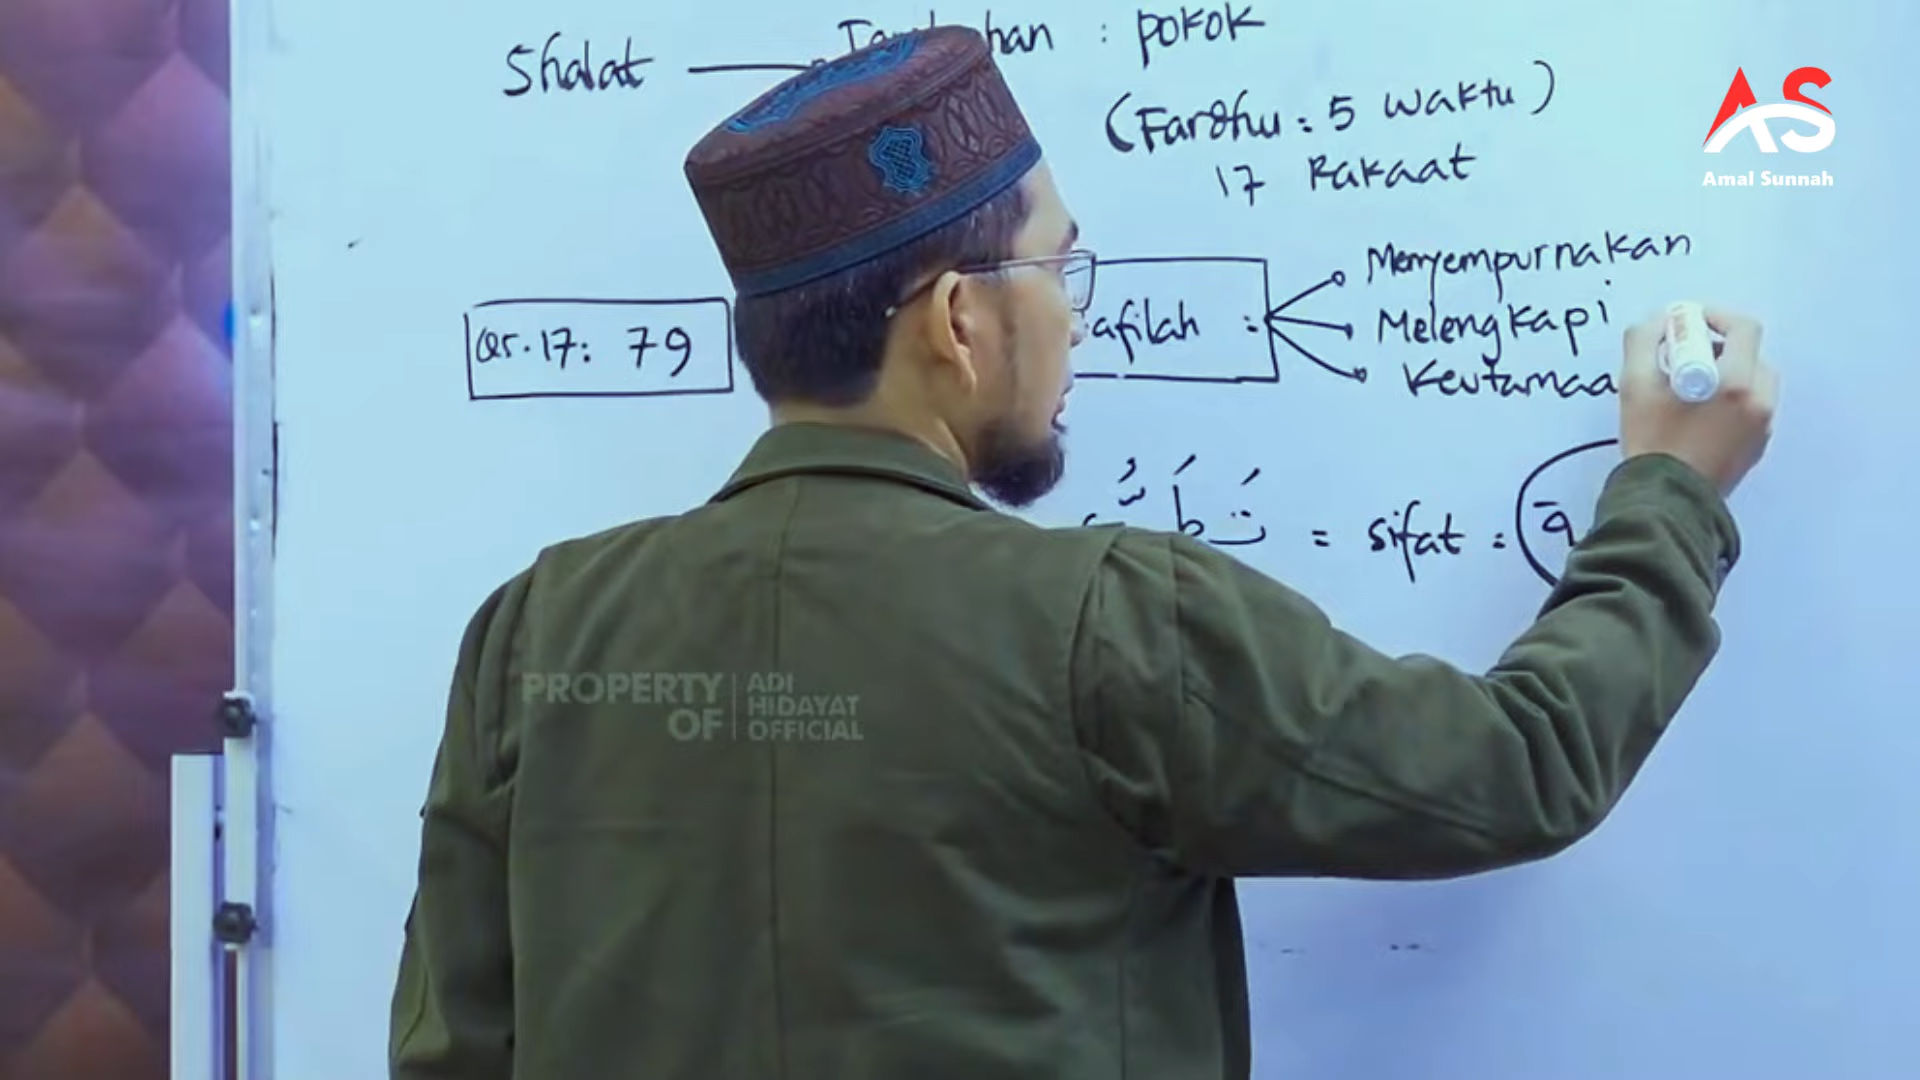 Shalat : pokok
(Fardhu : 5 waktu)
17 Rakaat
AS
Amal Sunnah
Qs. 17 : 79
afilah :
Menyempurnakan
Melengkapi
Keutamaa
= sifat =
PROPERTY OF
ADI HIDAYAT OFFICIAL